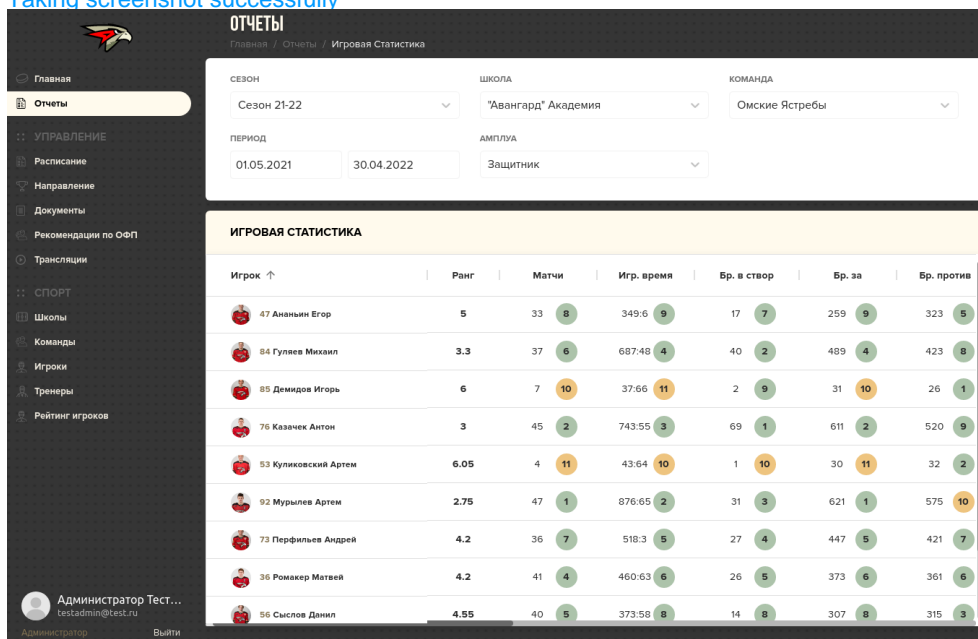 Taking screenshot successfully
ОТЧЕТЫ
Главная / Отчеты / Игровая Статистика
Главная
Отчеты
:: УПРАВЛЕНИЕ
Расписание
Направление
Документы
Рекомендации по ОФП
Трансляции
:: СПОРТ
Школы
Команды
Игроки
Тренеры
Рейтинг игроков
Администратор Тест...
testadmin@test.ru
Администратор Выйти
СЕЗОН ШКОЛА КОМАНДА
Сезон 21-22 "Авангард" Академия Омские Ястребы
ПЕРИОД АМПЛУА
01.05.2021 30.04.2022 Защитник
ИГРОВАЯ СТАТИСТИКА
Игрок ↑ Ранг Матчи Игр. время Бр. в створ Бр. за Бр. против
47 Ананьин Егор 5 33 8 349:6 9 17 7 259 9 323 5
84 Гуляев Михаил 3.3 37 6 687:48 4 40 2 489 4 423 8
85 Демидов Игорь 6 7 10 37:66 11 2 9 31 10 26 1
76 Казачек Антон 3 45 2 743:55 3 69 1 611 2 520 9
53 Куликовский Артем 6.05 4 11 43:64 10 1 10 30 11 32 2
92 Мурылев Артем 2.75 47 1 876:65 2 31 3 621 1 575 10
73 Перфильев Андрей 4.2 36 7 518:3 5 27 4 447 5 421 7
36 Ромакер Матвей 4.2 41 4 460:63 6 26 5 373 6 361 6
56 Сыслов Данил 4.55 40 5 373:58 8 14 8 307 8 315 3